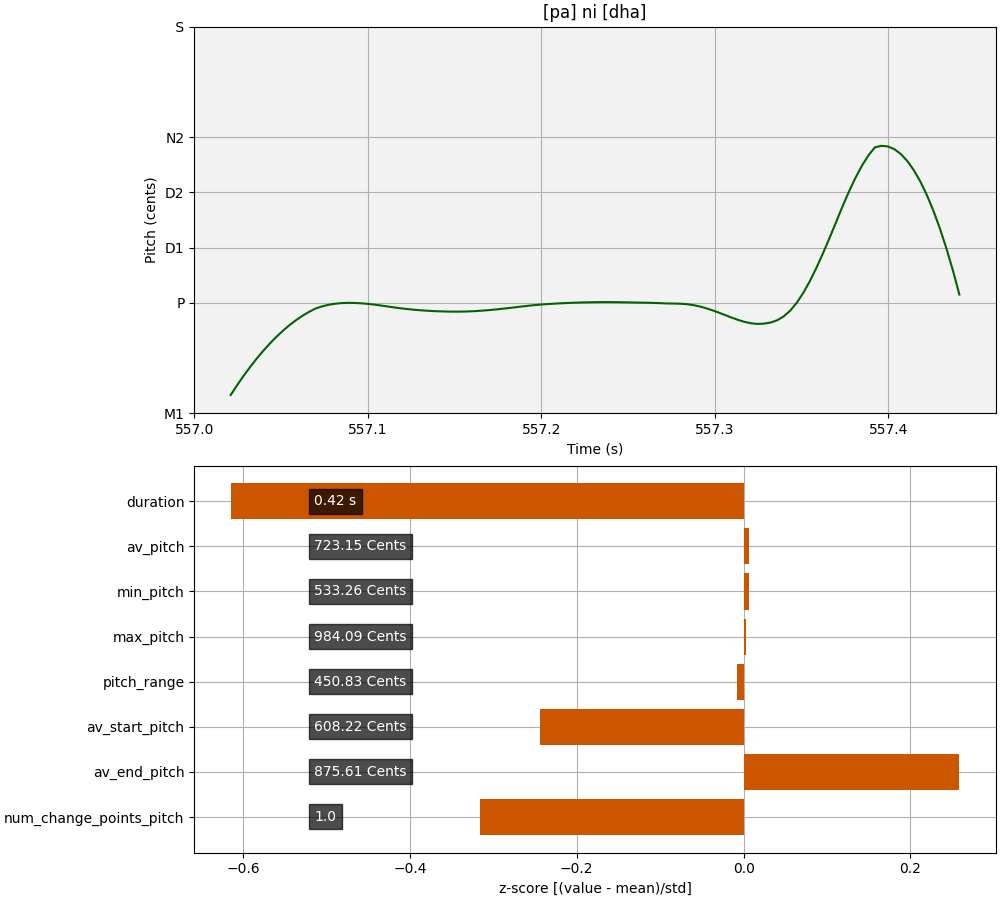 [pa] ni [dha]
S
N2
D2
D1
P
M1
Pitch (cents)
557.0 557.1 557.2 557.3 557.4
Time (s)
duration 0.42 s
av_pitch 723.15 Cents
min_pitch 533.26 Cents
max_pitch 984.09 Cents
pitch_range 450.83 Cents
av_start_pitch 608.22 Cents
av_end_pitch 875.61 Cents
num_change_points_pitch 1.0
−0.6 −0.4 −0.2 0.0 0.2
z-score [(value - mean)/std]